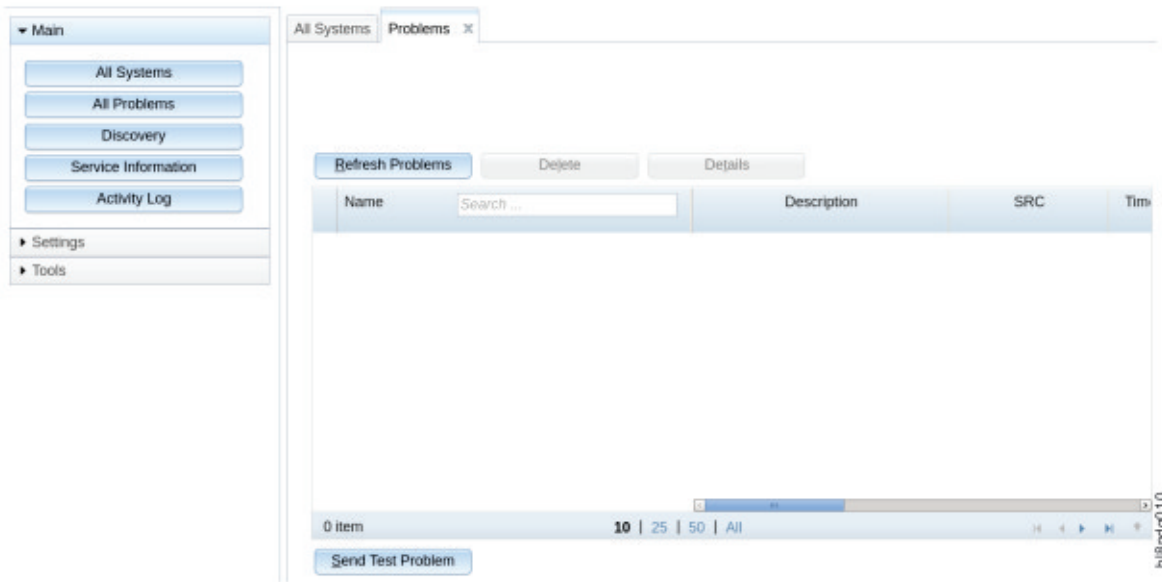 Main
All Systems
All Problems
Discovery
Service Information
Activity Log
Settings
Tools
All Systems Problems X
Refresh Problems Delete Details
Name Search ... Description SRC Time
0 item 10 | 25 | 50 | All
Send Test Problem